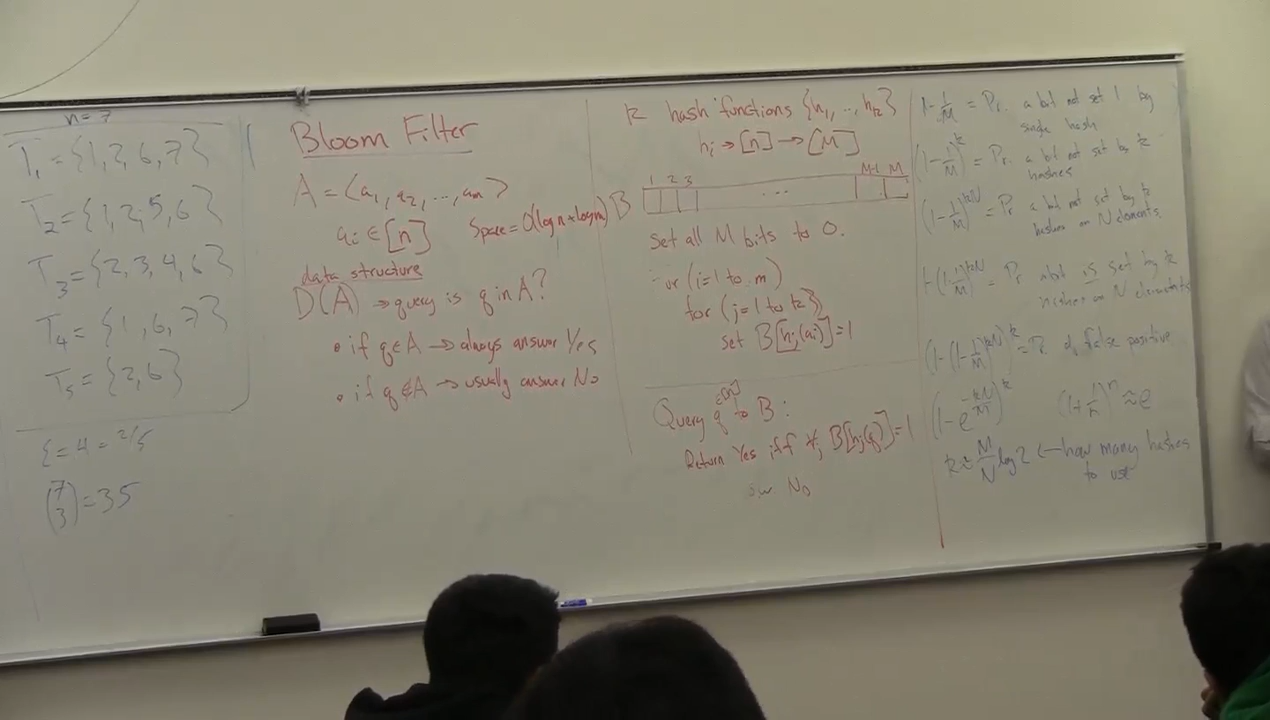 n = 7
T₁ = {1, 2, 6, 7}
T₂ = {1, 2, 5, 6}
T₃ = {2, 3, 4, 6}
T₄ = {1, 6, 7}
T₅ = {2, 6}
= 4 = 2/5
(7 3) = 35
Bloom Filter
A = <a₁, a₂, ..., aₘ>
aᵢ ∈ [n] Space = O(log n + log m)
data structure
D(A) → query is q in A?
• if q ∈ A → always answer Yes
• if q ∉ A → usually answer No
k hash functions {h₁, .., hₖ}
hᵢ → [n] → [M]
1 2 3 M-1 M
B ...
Set all M bits to 0.
for (i=1 to m)
for (j=1 to k)
set B[hⱼ(aᵢ)] = 1
∈[n]
Query q to B:
Return Yes iff ∀ⱼ B[hⱼ(q)] = 1
ow No
1 - 1/M = Pr. a bit not set 1 by
single hash
(1 - 1/M)^k = Pr. a bit not set by k
hashes
(1 - 1/M)^kN = Pr a bit not set by k
hashes on N elements
1 - (1 - 1/M)^kN = Pr a bit is set by k
hashes on N elements
(1 - (1 - 1/M)^kN)^k = Pr. of false positive
(1 - e^(-kN/M))^k (1 + 1/n)^n ≈ e
k ≈ M/N log 2 ← how many hashes
to use